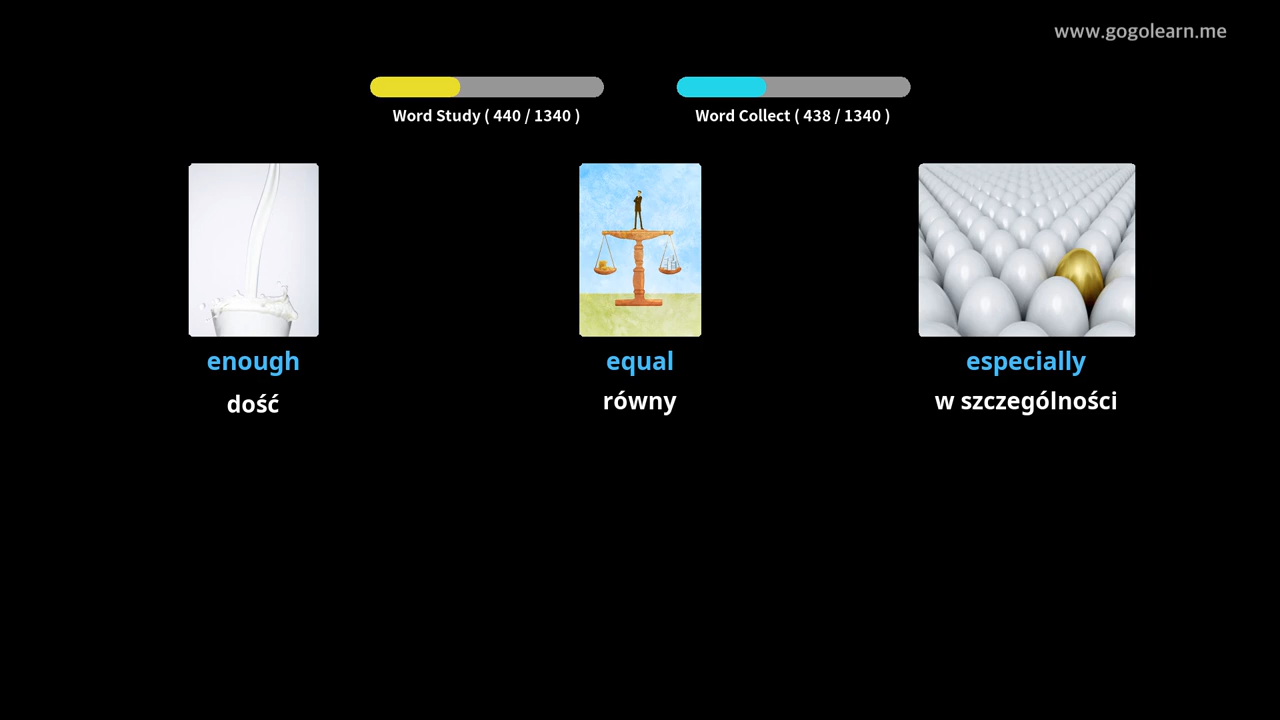 www.gogolearn.me
Word Study ( 440 / 1340 )
Word Collect ( 438 / 1340 )
enough
equal
especially
dość
równy
w szczególności